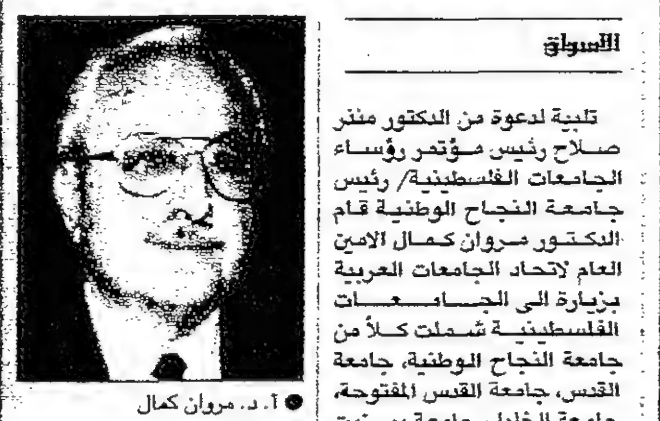 الأسواق
تلبية لدعوة من الدكتور منذر
صلاح رئيس مؤتمر رؤساء
الجامعات الفلسطينية/ رئيس
جامعة النجاح الوطنية قام
الدكتور مروان كمال الامين
العام لاتحاد الجامعات العربية
بزيارة الى الجامعات
الفلسطينية شملت كلاً من
جامعة النجاح الوطنية، جامعة
القدس، جامعة القدس المفتوحة،
أ. د. مروان كمال